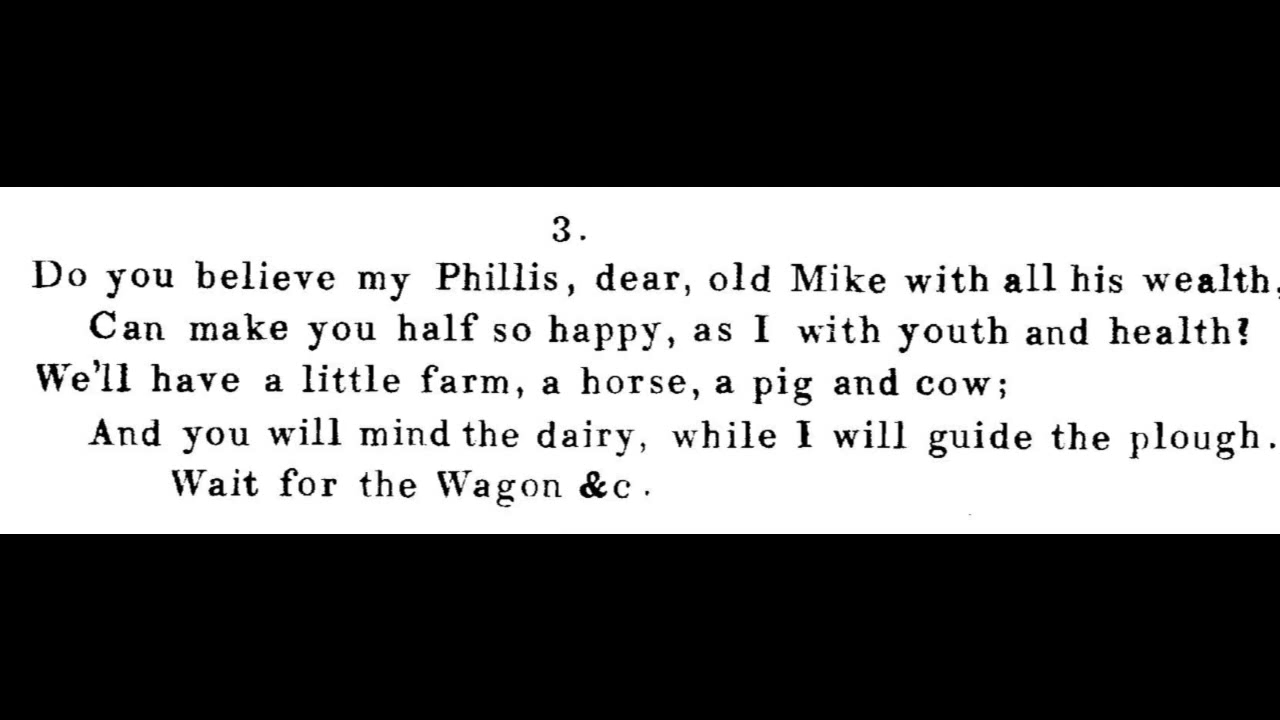 3.
Do you believe my Phillis, dear, old Mike with all his wealth,
Can make you half so happy, as I with youth and health?
We'll have a little farm, a horse, a pig and cow;
And you will mind the dairy, while I will guide the plough.
Wait for the Wagon &c.